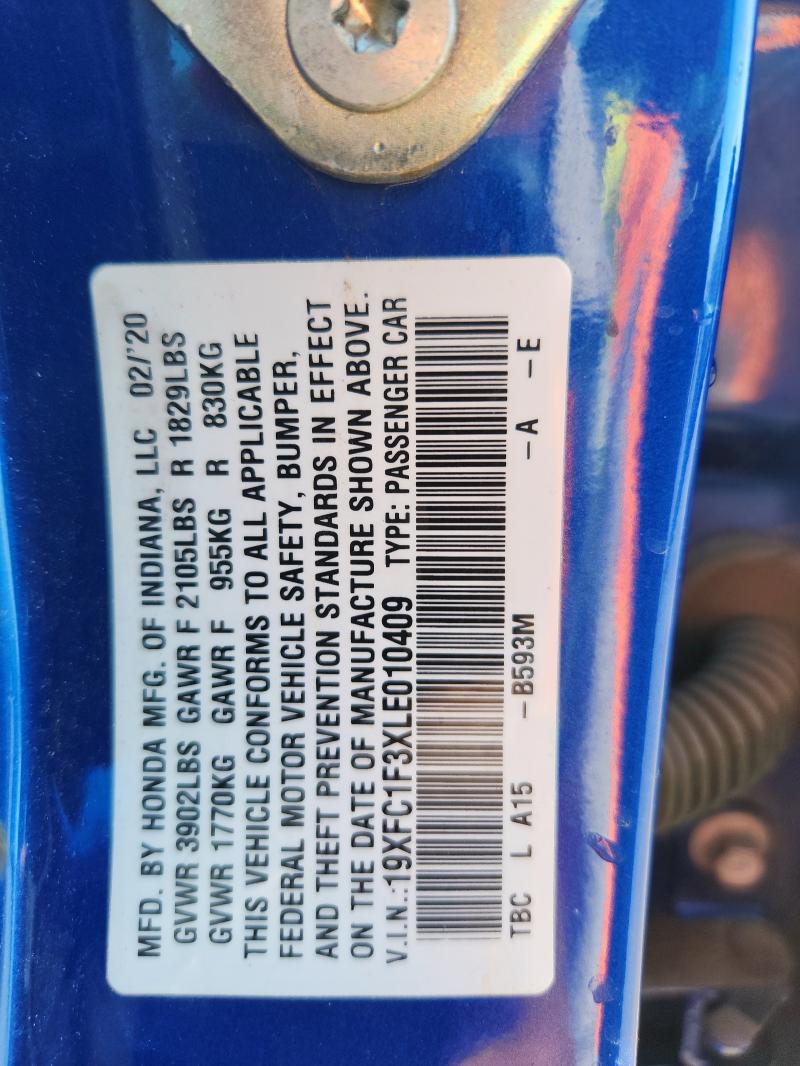 MFD. BY HONDA MFG. OF INDIANA, LLC 02/'20
GVWR 3902LBS GAWR F 2105LBS R 1829LBS
GVWR 1770KG GAWR F 955KG R 830KG
THIS VEHICLE CONFORMS TO ALL APPLICABLE
FEDERAL MOTOR VEHICLE SAFETY, BUMPER,
AND THEFT PREVENTION STANDARDS IN EFFECT
ON THE DATE OF MANUFACTURE SHOWN ABOVE.
V.I.N.:19XFC1F3XLE010409 TYPE: PASSENGER CAR
TBC L A15 -B593M -A -E